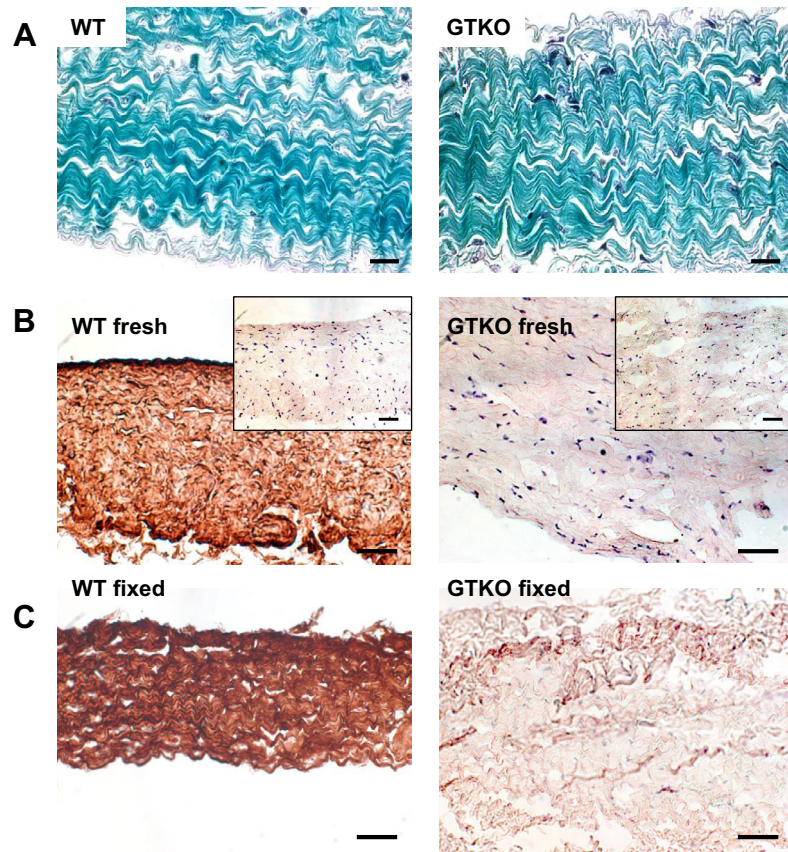 A
WT
GTKO
B
WT fresh
GTKO fresh
C
WT fixed
GTKO fixed